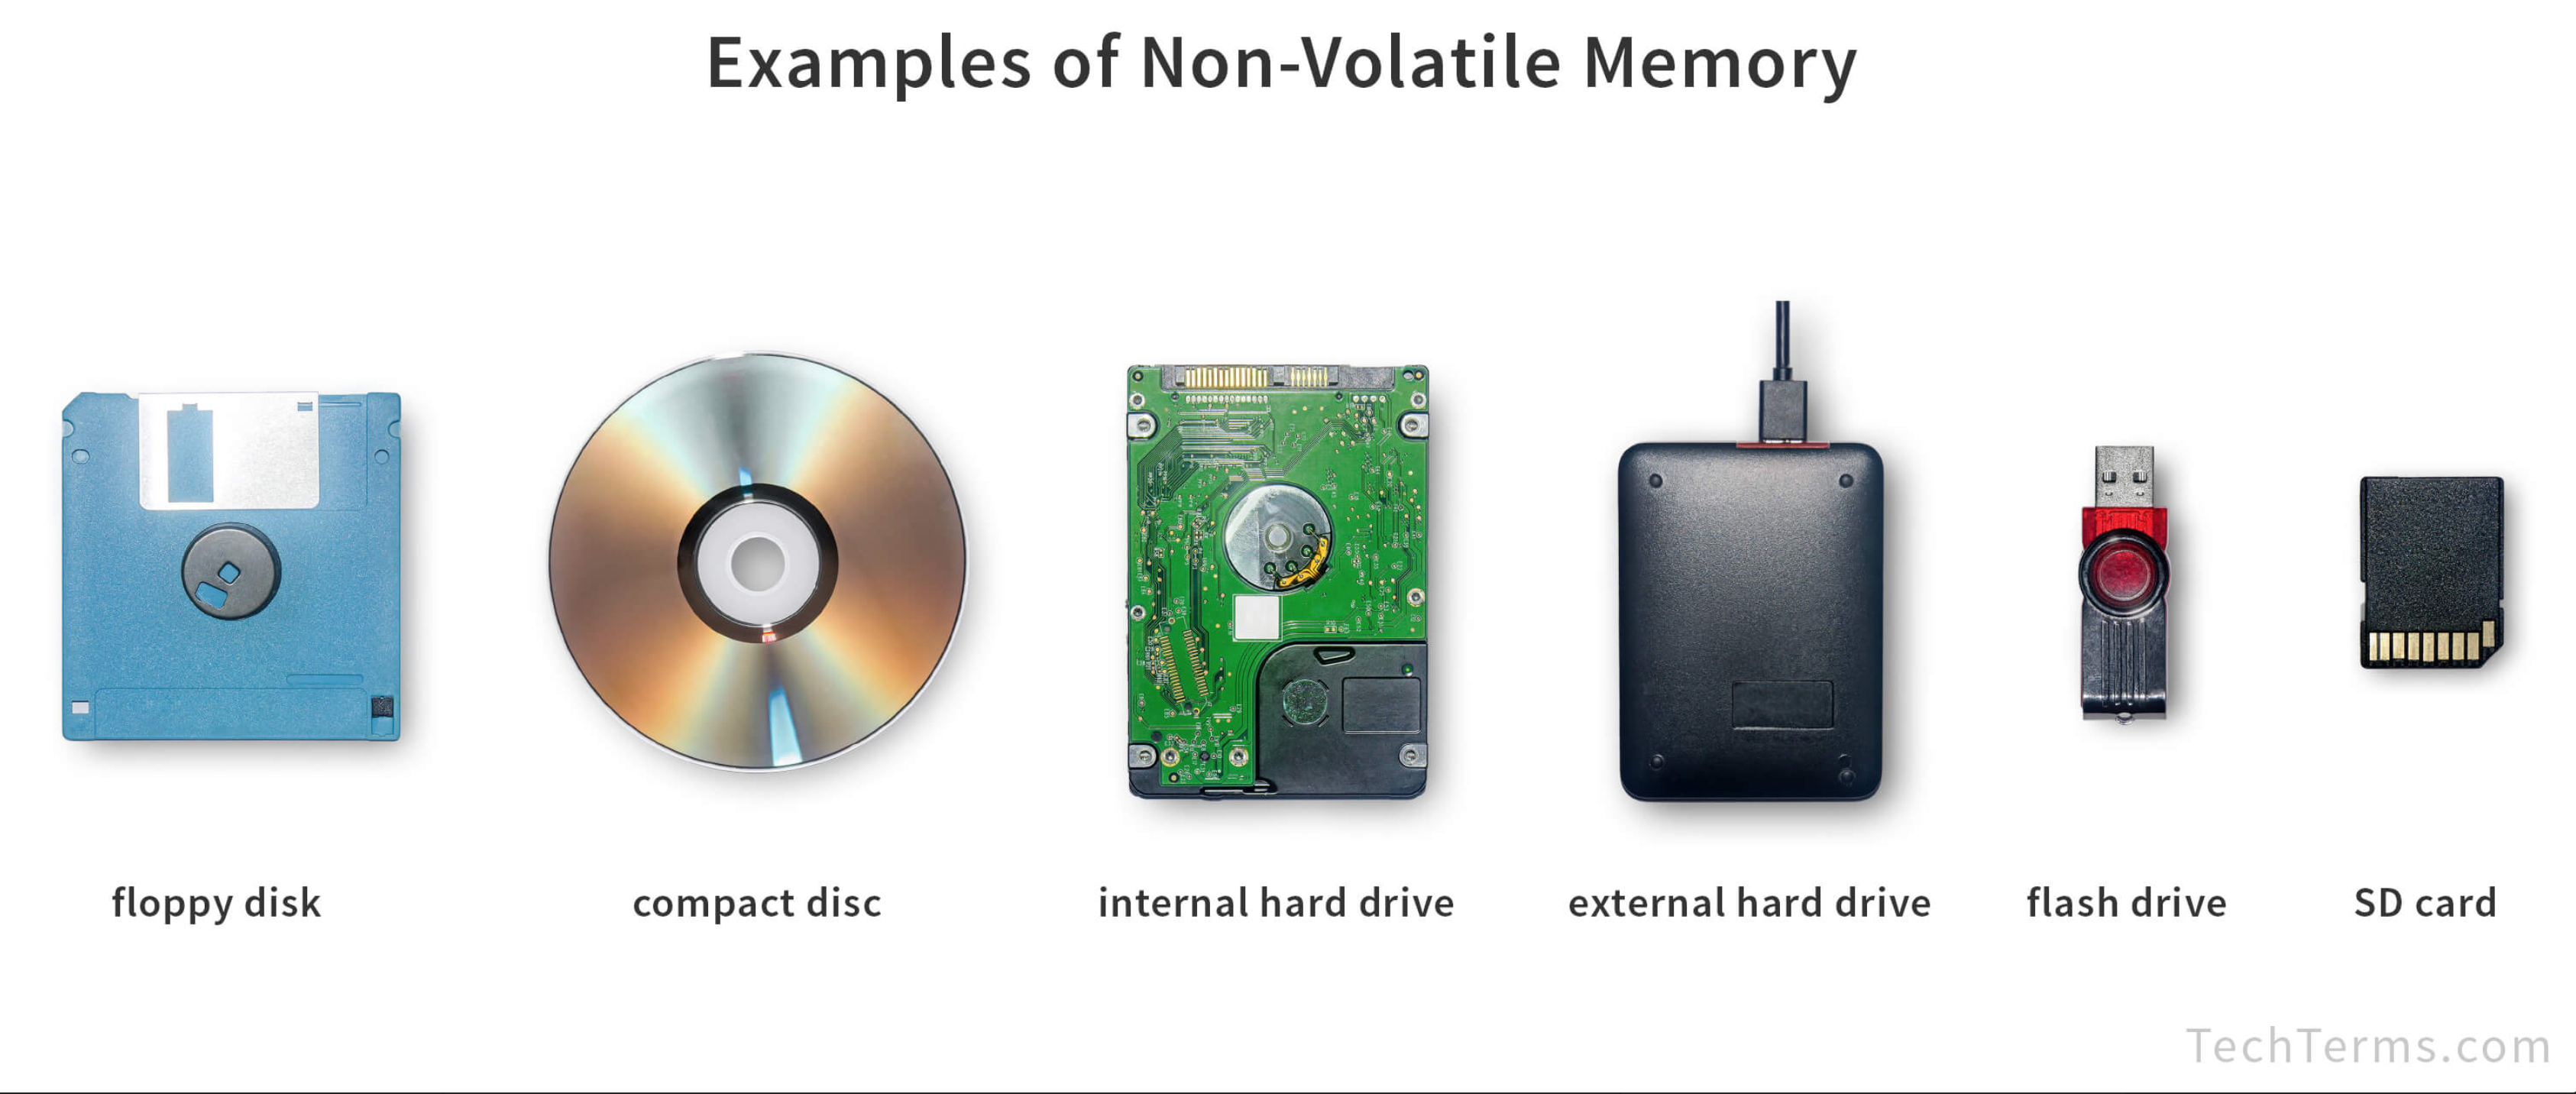 Examples of Non-Volatile Memory
floppy disk
compact disc
internal hard drive
external hard drive
flash drive
SD card
TechTerms.com